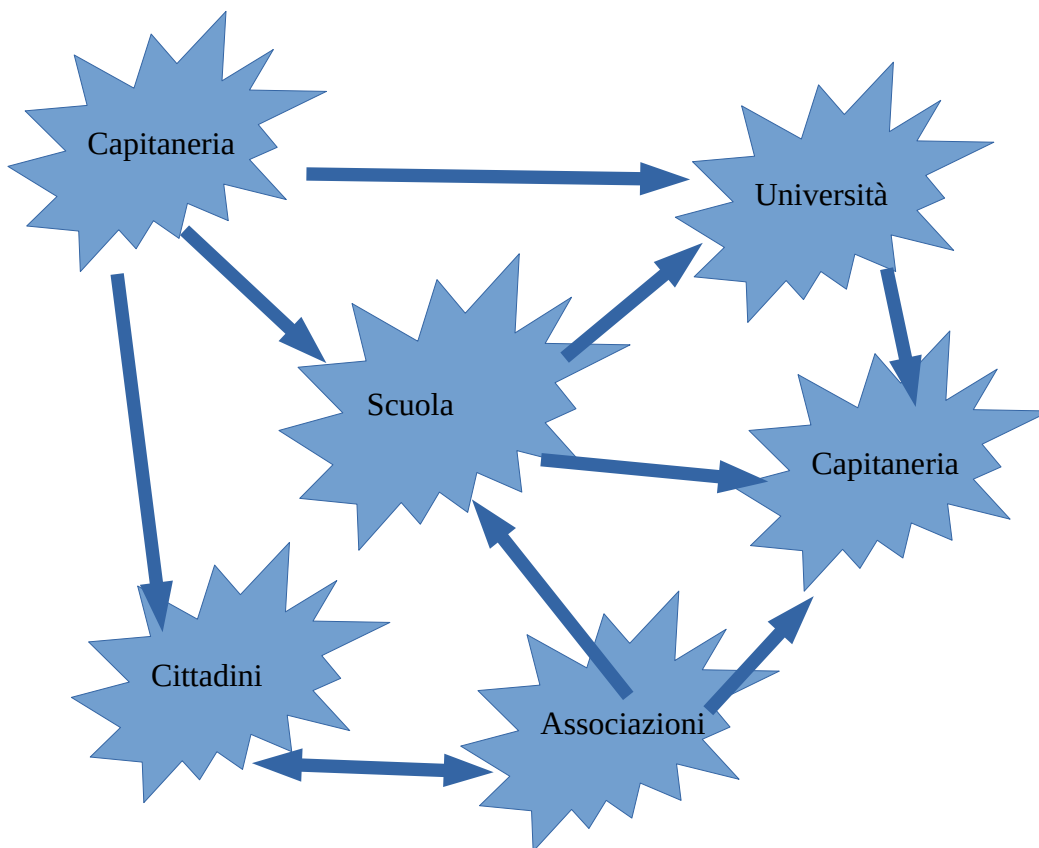 Capitaneria
Università
Scuola
Capitaneria
Cittadini
Associazioni